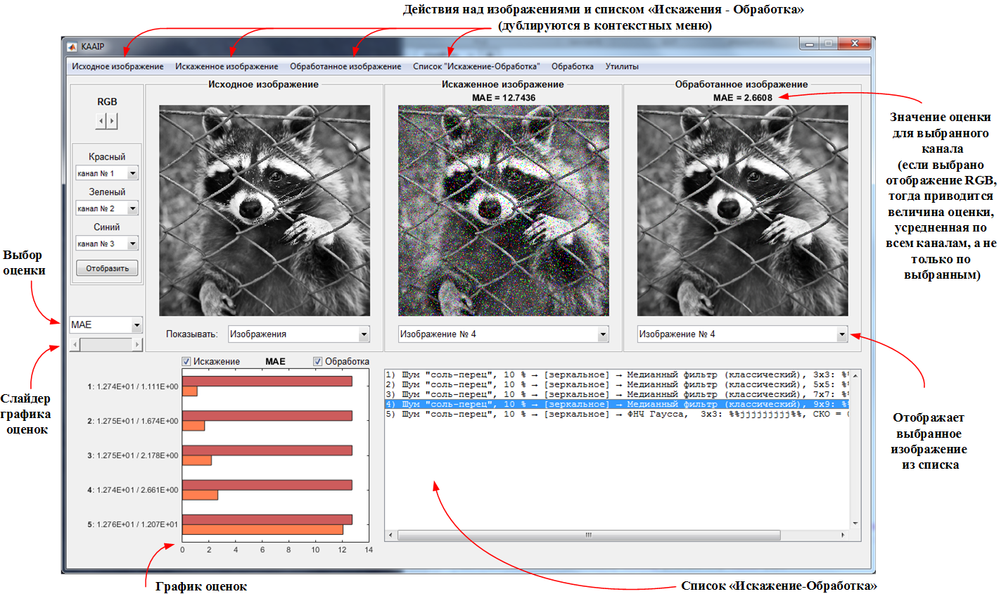 Действия над изображениями и списком «Искажения - Обработка»
(дублируются в контекстных меню)
KAAIP
Исходное изображение
Искаженное изображение
Обработанное изображение
Список "Искажение-Обработка"
Обработка
Утилиты
RGB
Красный
канал № 1
Зеленый
канал № 2
Синий
канал № 3
Отобразить
Исходное изображение
Искаженное изображение
MAE = 12.7436
Обработанное изображение
MAE = 2.6608
Показывать:
Изображения
Изображение № 4
Изображение № 4
Значение оценки
для выбранного
канала
(если выбрано
отображение RGB,
тогда приводится
величина оценки,
усредненная по
всем каналам, а не
только по
выбранным)
Выбор
оценки
MAE
Слайдер
графика
оценок
Искажение
MAE
Обработка
1: 1.274E+01 / 1.111E+00
2: 1.275E+01 / 1.674E+00
3: 1.275E+01 / 2.178E+00
4: 1.274E+01 / 2.661E+00
5: 1.276E+01 / 1.207E+01
0 2 4 6 8 10 12 14
1) Шум "соль-перец", 10 % → [зеркальное] → Медианный фильтр (классический), 3x3: %
2) Шум "соль-перец", 10 % → [зеркальное] → Медианный фильтр (классический), 5x5: %
3) Шум "соль-перец", 10 % → [зеркальное] → Медианный фильтр (классический), 7x7: %
4) Шум "соль-перец", 10 % → [зеркальное] → Медианный фильтр (классический), 9x9: %
5) Шум "соль-перец", 10 % → [зеркальное] → ФНЧ Гаусса, 3x3: %%jjjjjjjjj%%, СКО =
Отображает
выбранное
изображение
из списка
График оценок
Список «Искажение-Обработка»